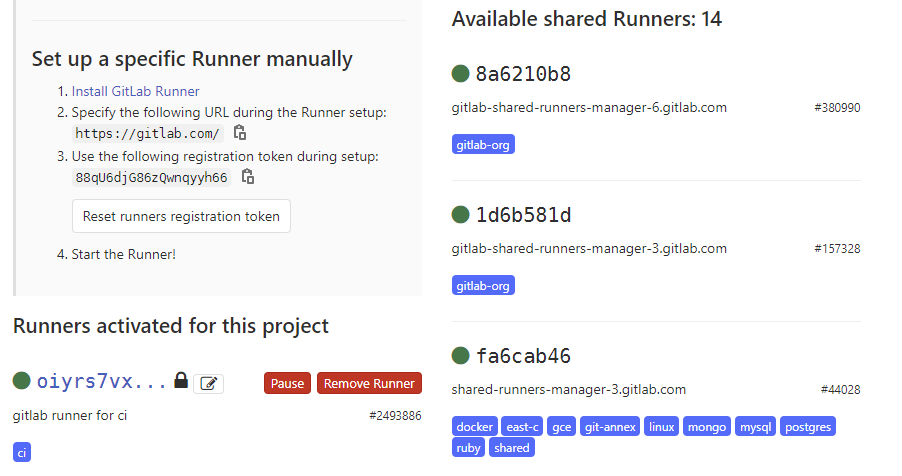 Set up a specific Runner manually
1. Install GitLab Runner
2. Specify the following URL during the Runner setup:
https://gitlab.com/
3. Use the following registration token during setup:
88qU6djG86zQwnqyyh66
Reset runners registration token
4. Start the Runner!
Runners activated for this project
oiyrs7vx...
Pause
Remove Runner
gitlab runner for ci
#2493886
ci
Available shared Runners: 14
8a6210b8
gitlab-shared-runners-manager-6.gitlab.com
#380990
gitlab-org
1d6b581d
gitlab-shared-runners-manager-3.gitlab.com
#157328
gitlab-org
fa6cab46
shared-runners-manager-3.gitlab.com
#44028
docker east-c gce git-annex linux mongo mysql postgres
ruby shared